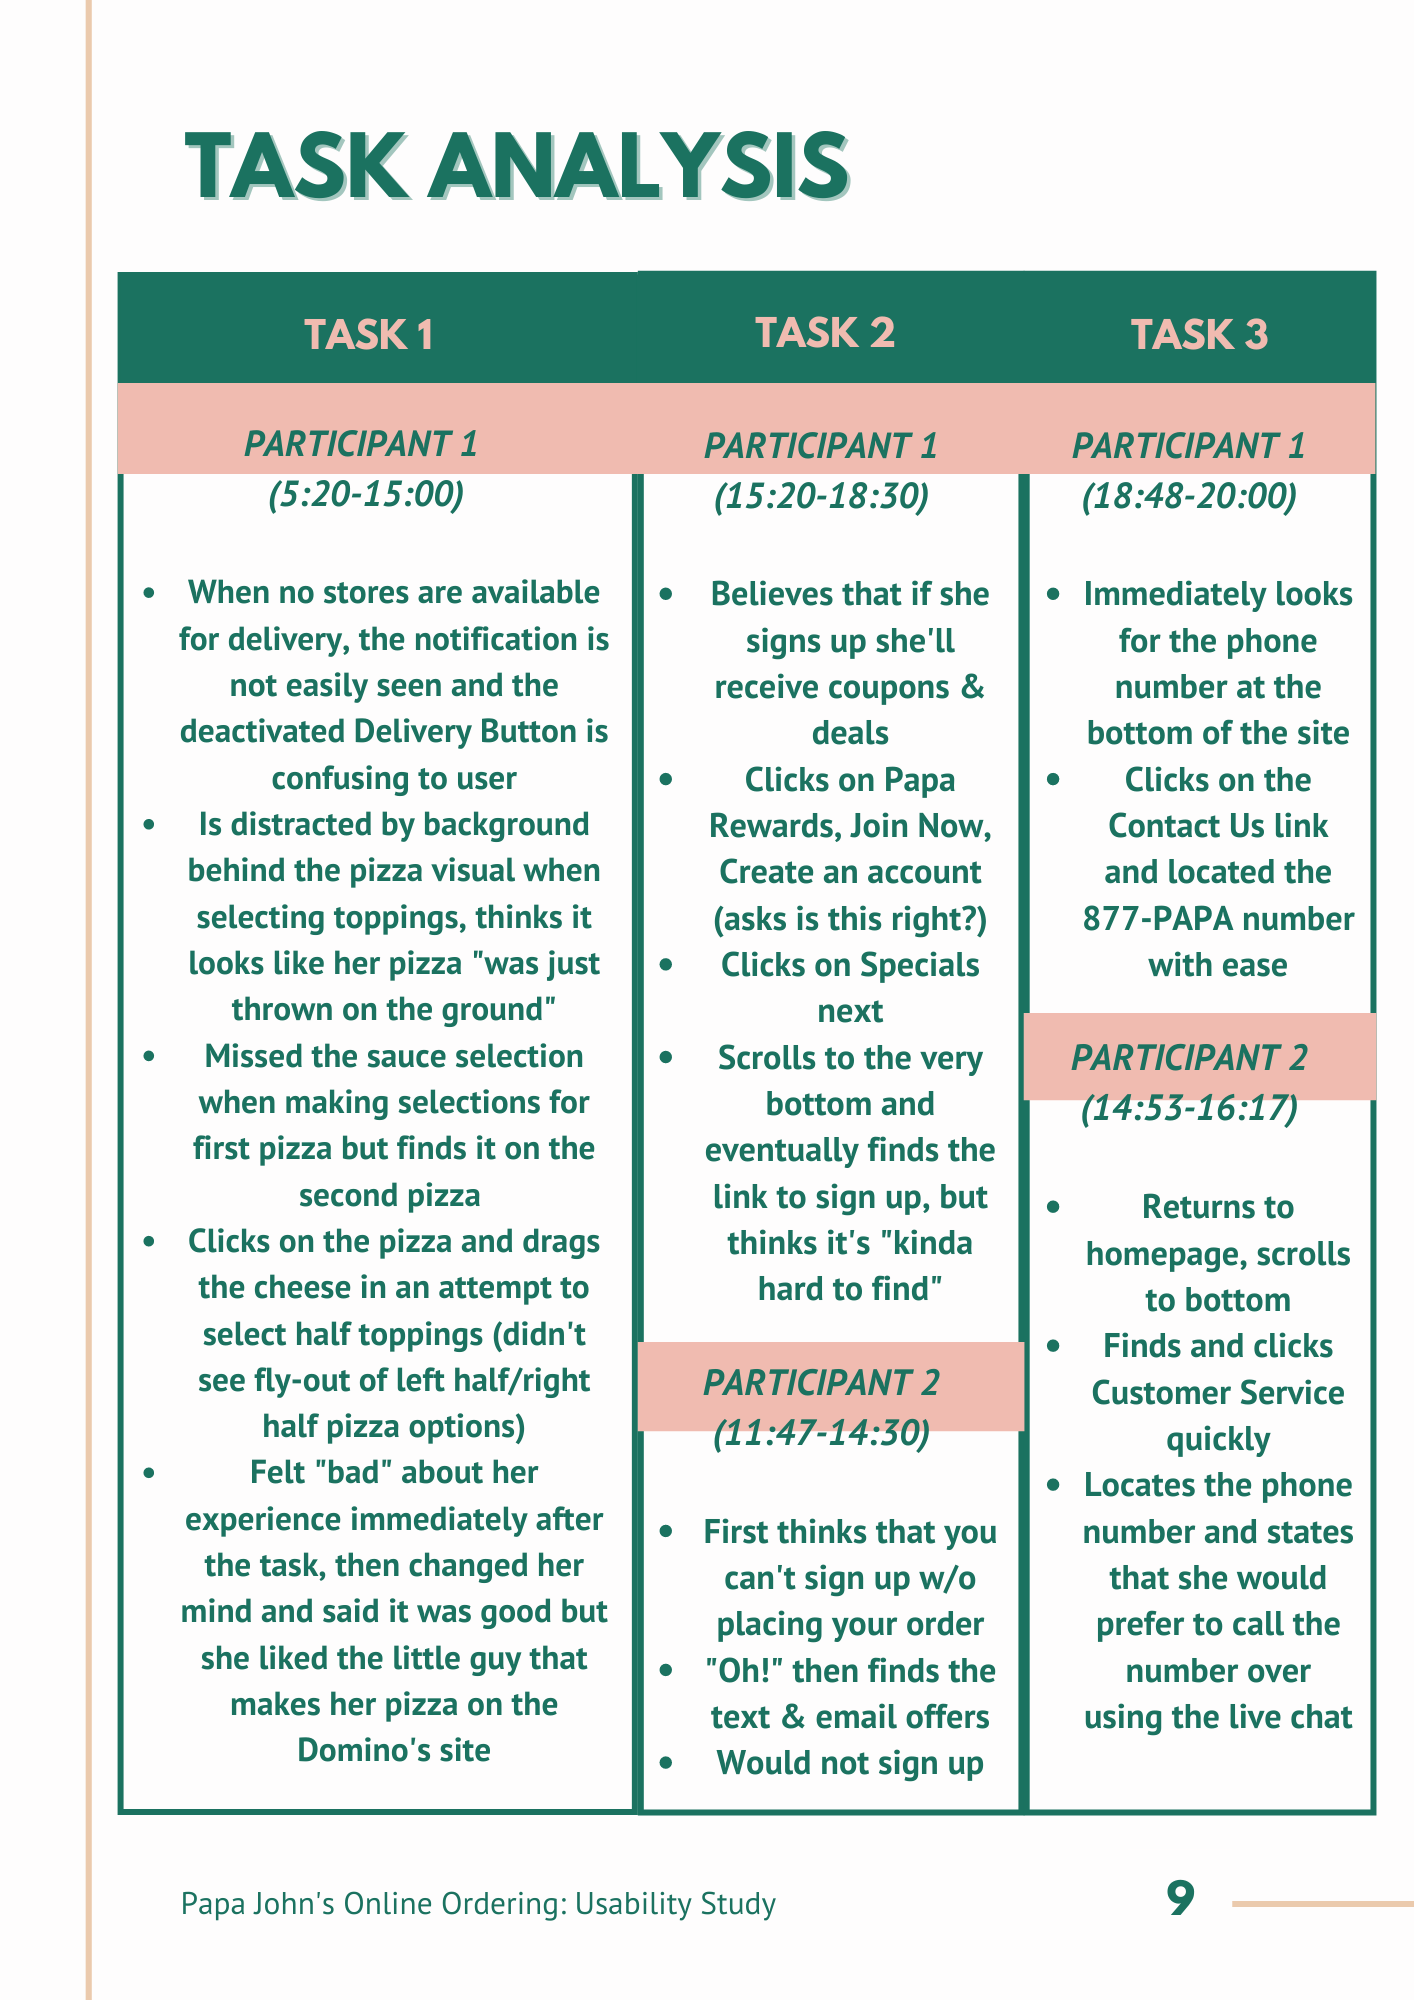 TASK ANALYSIS
TASK 1
PARTICIPANT 1
(5:20-15:00)
• When no stores are available
for delivery, the notification is
not easily seen and the
deactivated Delivery Button is
confusing to user
• Is distracted by background
behind the pizza visual when
selecting toppings, thinks it
looks like her pizza "was just
thrown on the ground"
• Missed the sauce selection
when making selections for
first pizza but finds it on the
second pizza
• Clicks on the pizza and drags
the cheese in an attempt to
select half toppings (didn't
see fly-out of left half/right
half pizza options)
• Felt "bad" about her
experience immediately after
the task, then changed her
mind and said it was good but
she liked the little guy that
makes her pizza on the
Domino's site
TASK 2
PARTICIPANT 1
(15:20-18:30)
• Believes that if she
signs up she'll
receive coupons &
deals
• Clicks on Papa
Rewards, Join Now,
Create an account
(asks is this right?)
• Clicks on Specials
next
• Scrolls to the very
bottom and
eventually finds the
link to sign up, but
thinks it's "kinda
hard to find"
PARTICIPANT 2
(11:47-14:30)
• First thinks that you
can't sign up w/o
placing your order
• "Oh!" then finds the
text & email offers
• Would not sign up
TASK 3
PARTICIPANT 1
(18:48-20:00)
• Immediately looks
for the phone
number at the
bottom of the site
• Clicks on the
Contact Us link
and located the
877-PAPA number
with ease
PARTICIPANT 2
(14:53-16:17)
• Returns to
homepage, scrolls
to bottom
• Finds and clicks
Customer Service
quickly
• Locates the phone
number and states
that she would
prefer to call the
number over
using the live chat
Papa John's Online Ordering: Usability Study
9